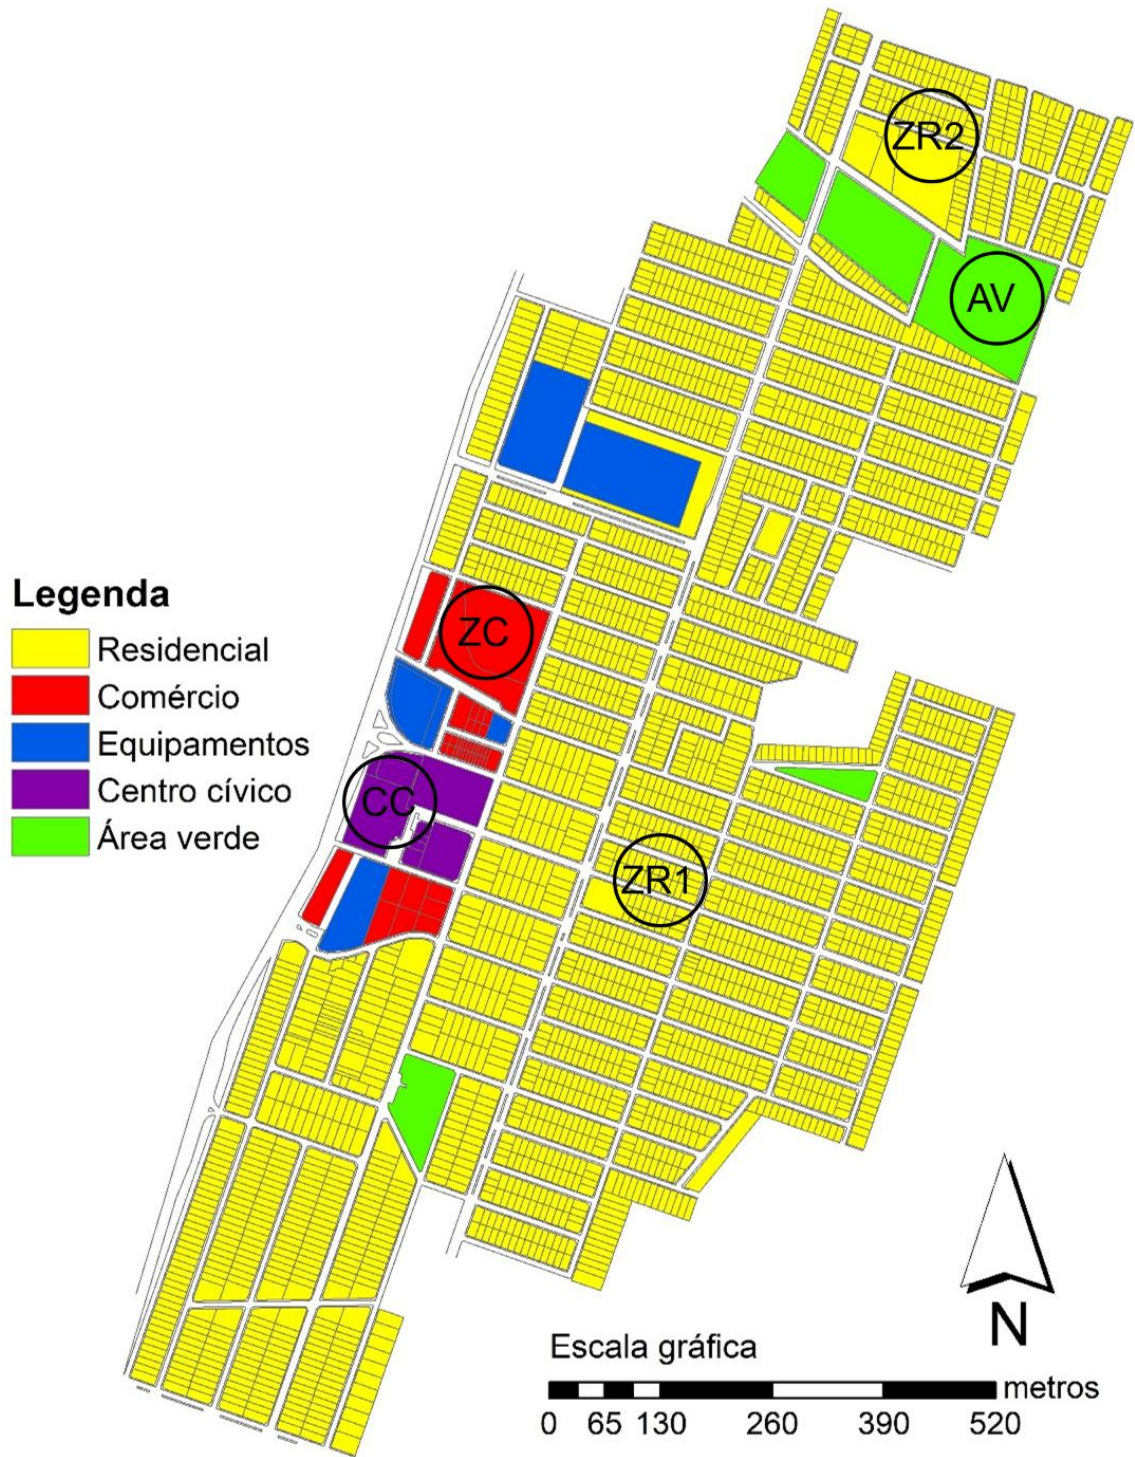 ZR2
AV
ZC
CC
ZR1
Legenda
Residencial
Comércio
Equipamentos
Centro cívico
Área verde
N
Escala gráfica
metros
0 65 130 260 390 520